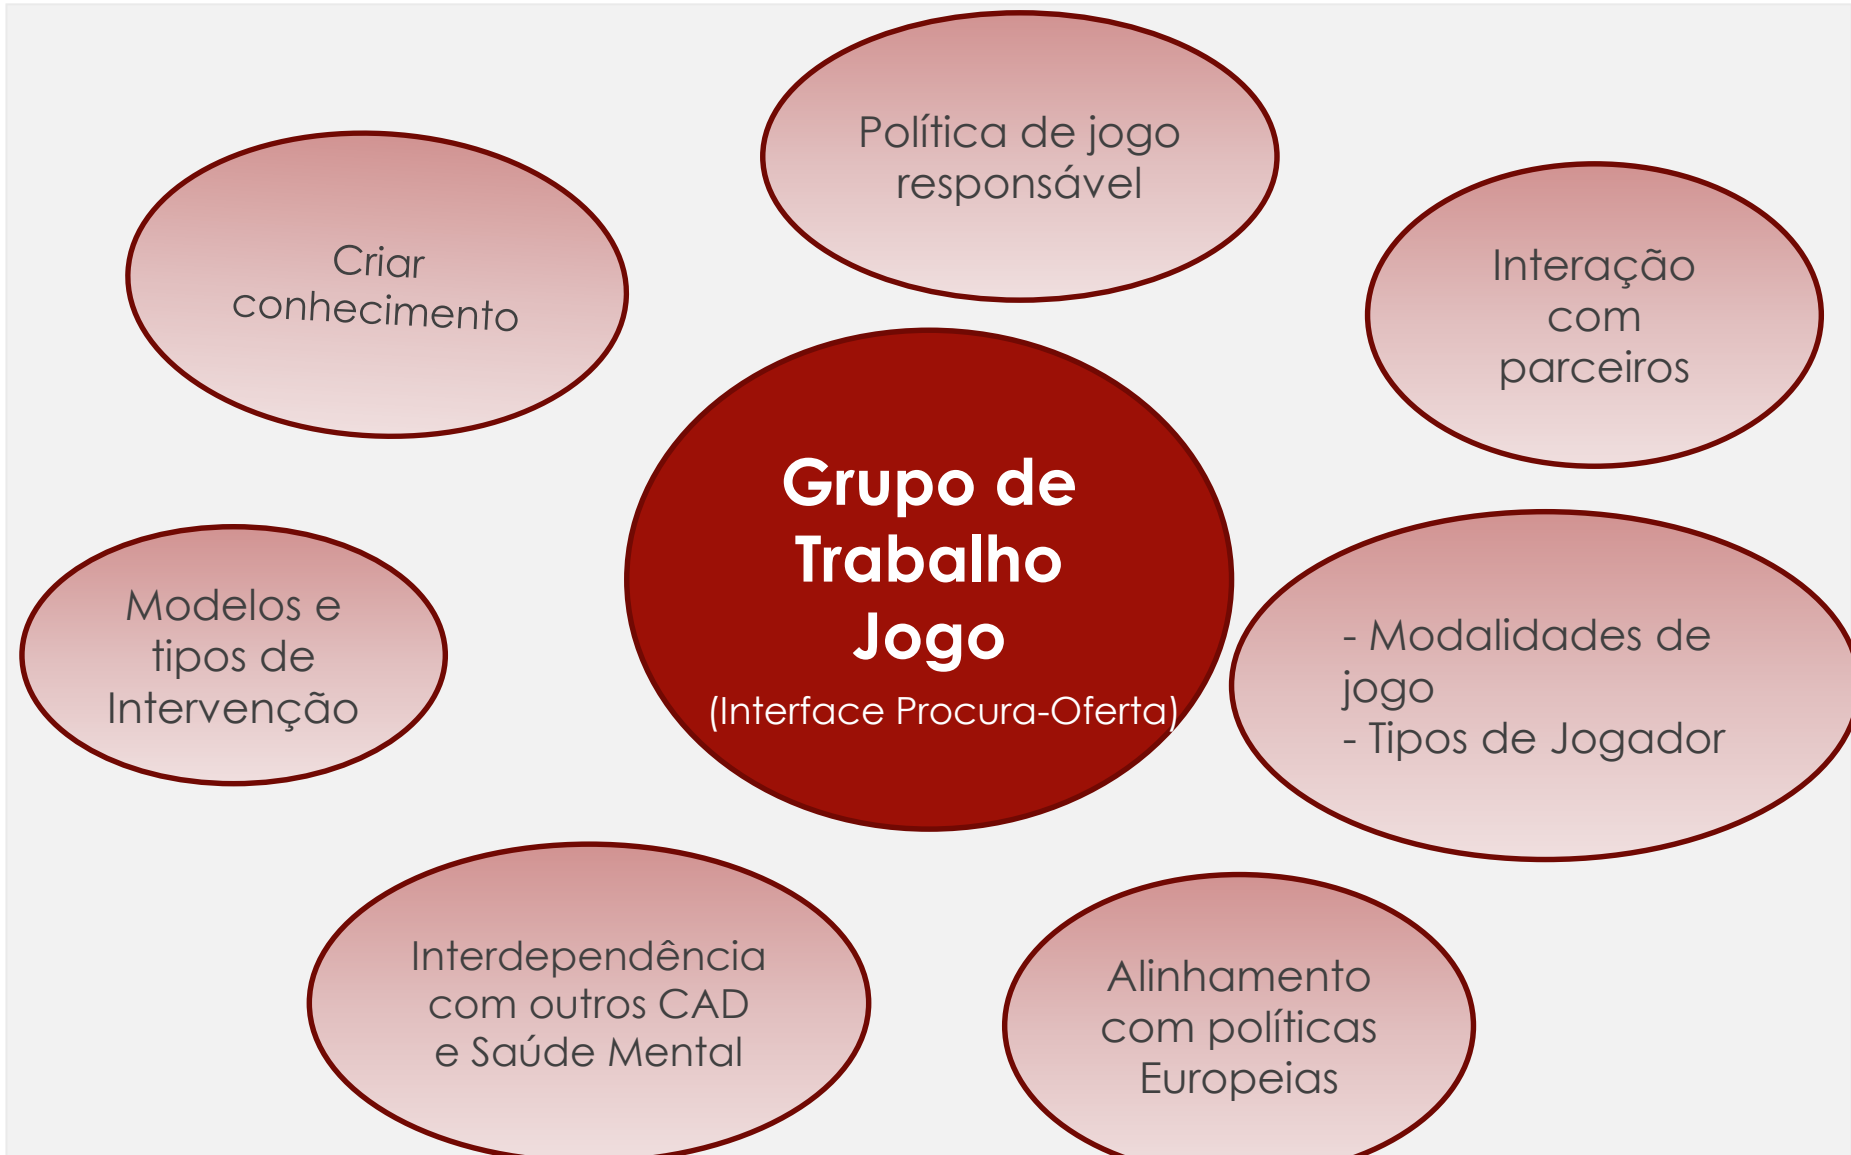 Política de jogo
responsável
Criar
conhecimento
Interação
com
parceiros
Grupo de
Trabalho
Jogo
(Interface Procura-Oferta)
Modelos e
tipos de
Intervenção
- Modalidades de
jogo
- Tipos de Jogador
Interdependência
com outros CAD
e Saúde Mental
Alinhamento
com políticas
Europeias